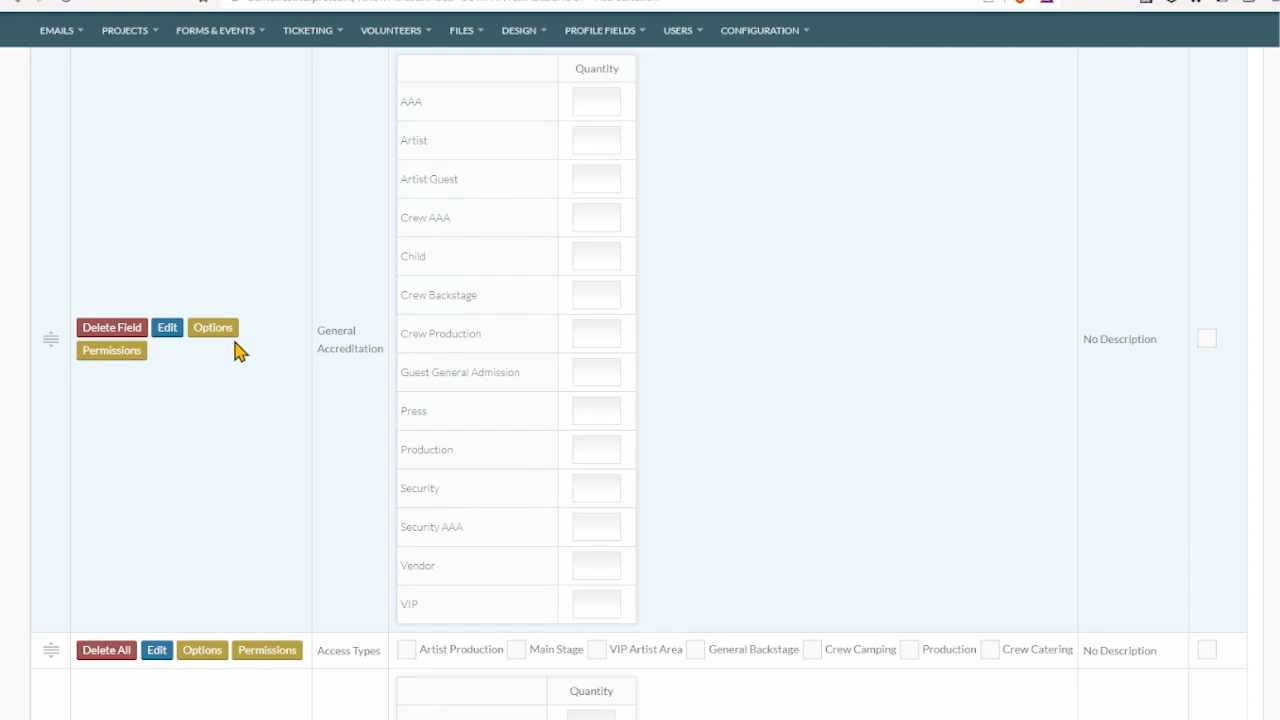 EMAILS PROJECTS FORMS & EVENTS TICKETING VOLUNTEERS FILES DESIGN PROFILE FIELDS USERS CONFIGURATION
Quantity
AAA
Artist
Artist Guest
Crew AAA
Child
Crew Backstage
Delete Field Edit Options
Permissions
General
Accreditation
Crew Production
No Description
Guest General Admission
Press
Production
Security
Security AAA
Vendor
VIP
Delete All Edit Options Permissions Access Types Artist Production Main Stage VIP Artist Area General Backstage Crew Camping Production Crew Catering No Description
Quantity